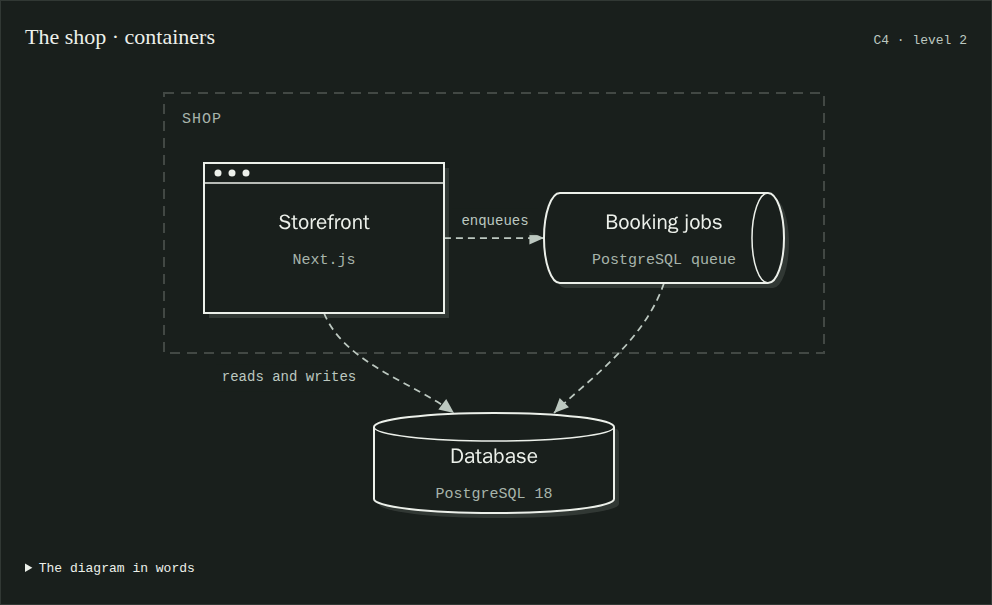 The shop · containers
C4 · level 2
SHOP
Storefront
Next.js
enqueues
Booking jobs
PostgreSQL queue
reads and writes
Database
PostgreSQL 18
The diagram in words